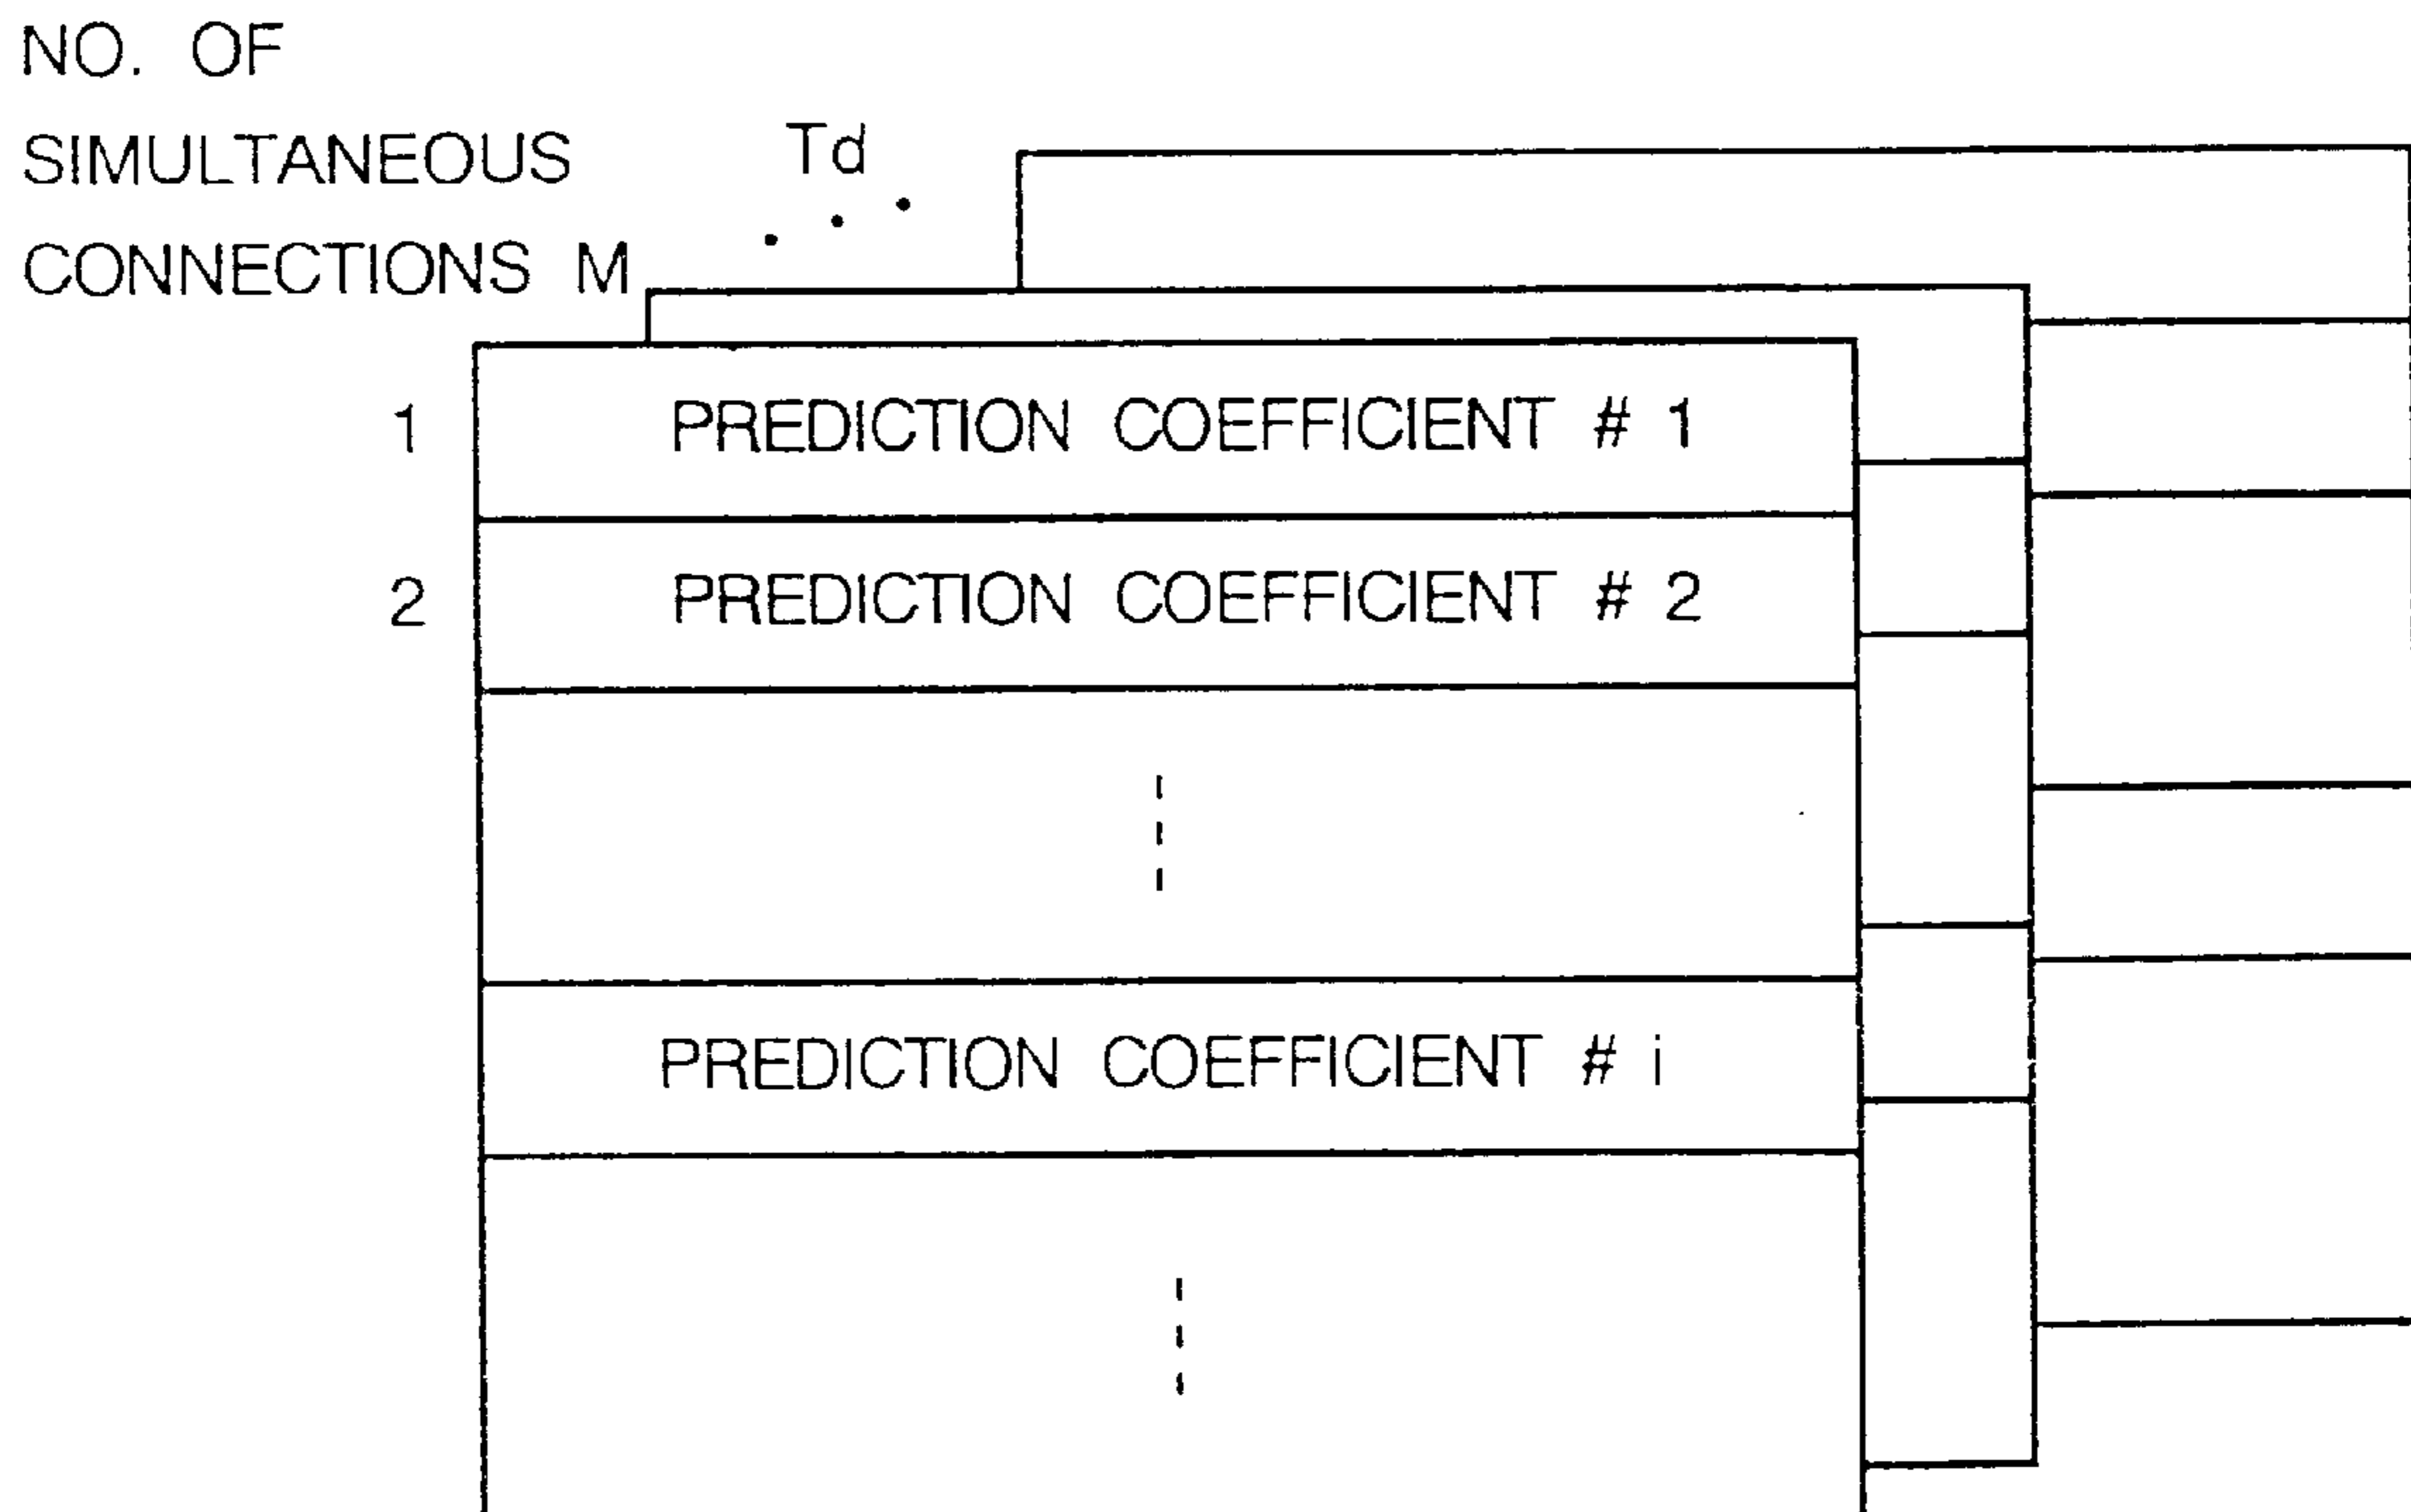 NO. OF
SIMULTANEOUS
CONNECTIONS M
Td
1 PREDICTION COEFFICIENT # 1
2 PREDICTION COEFFICIENT # 2
PREDICTION COEFFICIENT # i